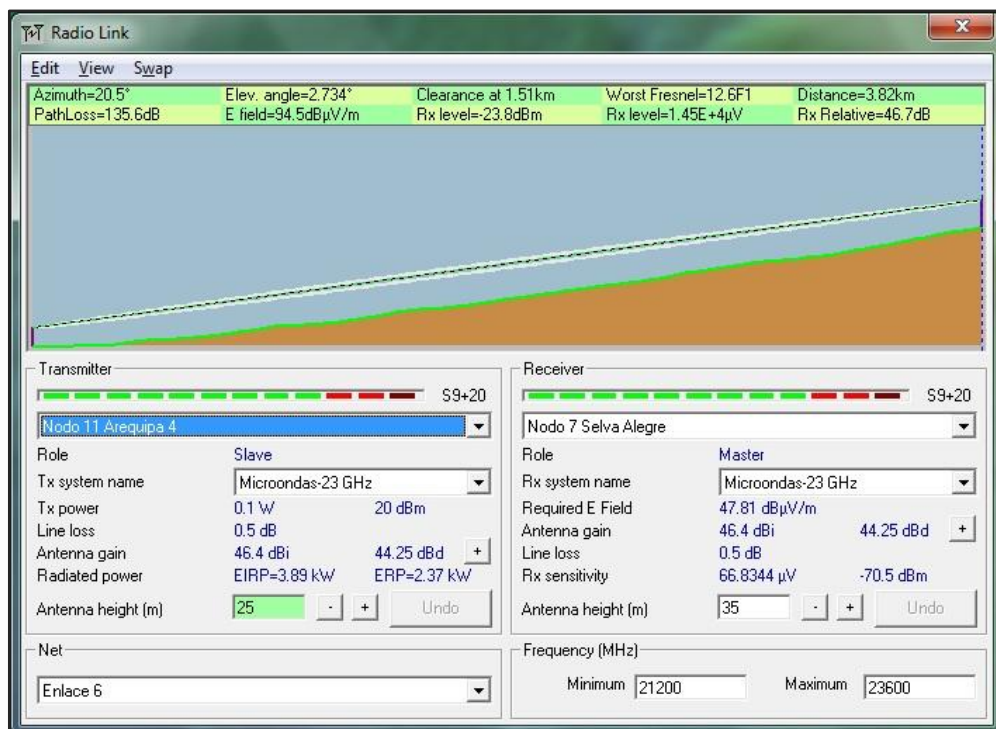 Radio Link
Edit View Swap
Azimuth=20.5° Elev. angle=2.734° Clearance at 1.51km Worst Fresnel=12.6F1 Distance=3.82km
PathLoss=135.6dB E field=94.5dBµV/m Rx level=-23.8dBm Rx level=1.45E+4µV Rx Relative=46.7dB
Transmitter
S9+20
Nodo 11 Arequipa 4
Role Slave
Tx system name Microondas-23 GHz
Tx power 0.1 W 20 dBm
Line loss 0.5 dB
Antenna gain 46.4 dBi 44.25 dBd +
Radiated power EIRP=3.89 kW ERP=2.37 kW
Antenna height (m) 25 - + Undo
Receiver
S9+20
Nodo 7 Selva Alegre
Role Master
Rx system name Microondas-23 GHz
Required E Field 47.81 dBµV/m
Antenna gain 46.4 dBi 44.25 dBd +
Line loss 0.5 dB
Rx sensitivity 66.8344 µV -70.5 dBm
Antenna height (m) 35 - + Undo
Net
Enlace 6
Frequency (MHz)
Minimum 21200 Maximum 23600